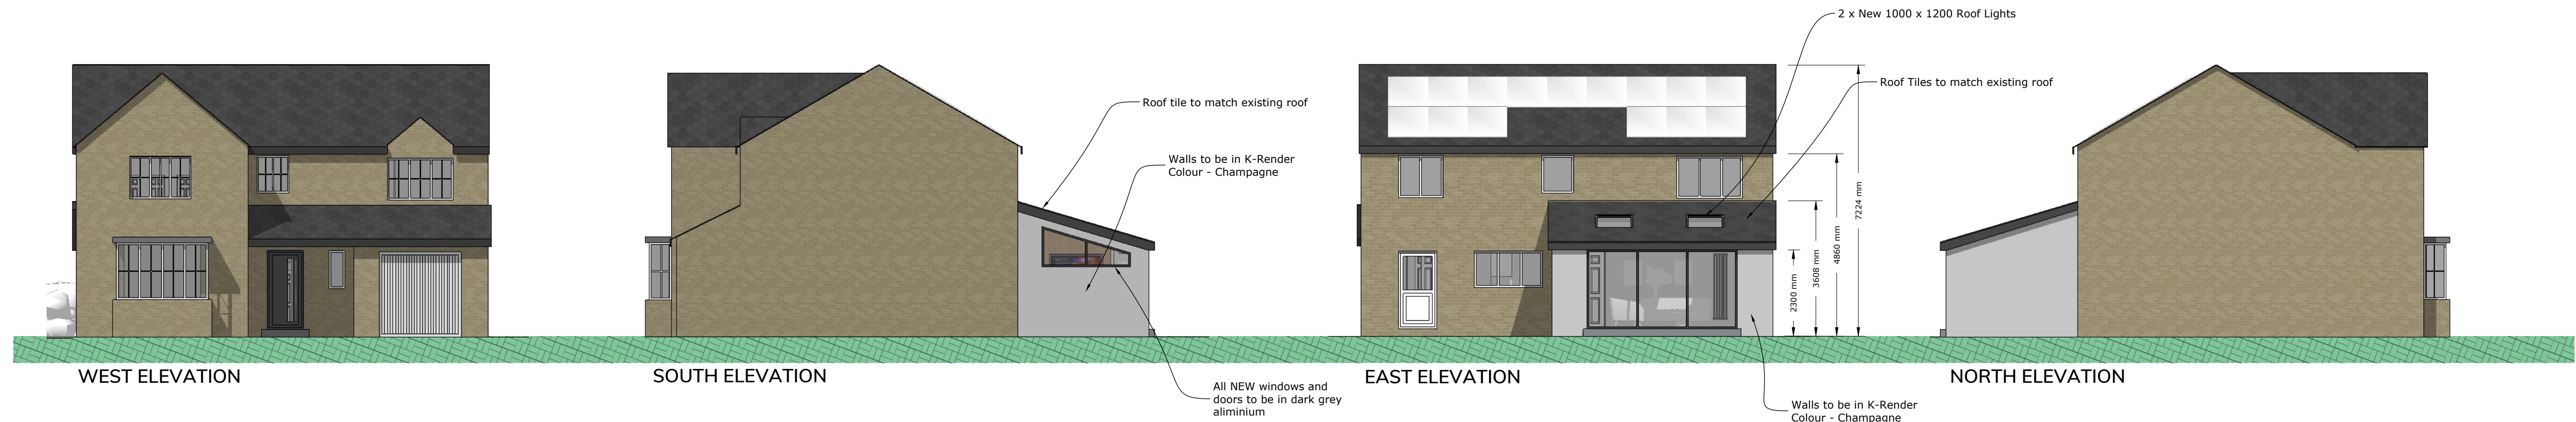 2 x New 1000 x 1200 Roof Lights
Roof Tiles to match existing roof
Roof tile to match existing roof
Walls to be in K-Render
Colour - Champagne
7224 mm
4860 mm
3608 mm
2300 mm
WEST ELEVATION
SOUTH ELEVATION
EAST ELEVATION
NORTH ELEVATION
All NEW windows and
doors to be in dark grey
aliminium
Walls to be in K-Render
Colour - Champagne